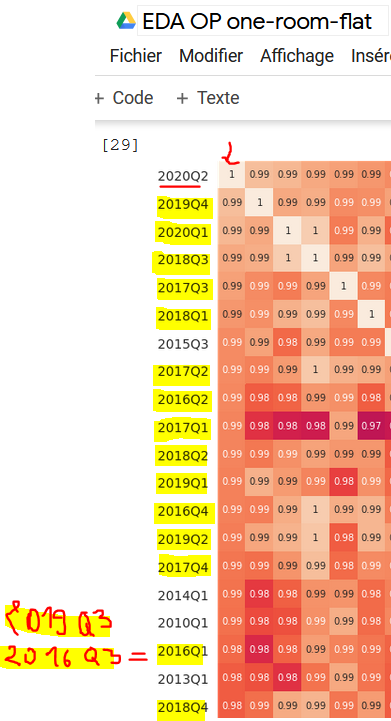 EDA OP one-room-flat
Fichier Modifier Affichage Insér
+ Code + Texte
[29]
2020Q2 1 0.99 0.99 0.99 0.99 0.99
2019Q4 0.99 1 0.99 0.99 0.99 0.99
2020Q1 0.99 0.99 1 1 0.99 0.99
2018Q3 0.99 0.99 1 1 0.99 0.99
2017Q3 0.99 0.99 0.99 0.99 1 0.99
2018Q1 0.99 0.99 0.99 0.99 0.99 1
2015Q3 0.99 0.99 0.98 0.99 0.99 0.99
2017Q2 0.99 0.99 0.99 1 0.99 0.99
2016Q2 0.99 0.98 0.98 0.99 0.99 0.98
2017Q1 0.99 0.98 0.98 0.98 0.99 0.97
2018Q2 0.99 0.99 0.99 0.99 0.99 0.99
2019Q1 0.99 0.99 0.99 0.99 0.98 0.99
2016Q4 0.99 0.99 0.99 1 0.99 0.99
2019Q2 0.99 0.99 0.99 1 0.98 0.99
2017Q4 0.99 0.99 0.99 0.99 0.98 0.99
2014Q1 0.99 0.98 0.98 0.99 0.99 0.98
2010Q1 0.99 0.98 0.98 0.99 0.99 0.98
2019 Q3
2016 Q3 =
2016Q1 0.99 0.98 0.98 0.99 0.98 0.99
2013Q1 0.98 0.98 0.98 0.99 0.99 0.98
2018Q4 0.98 0.99 0.99 0.99 0.99 0.99